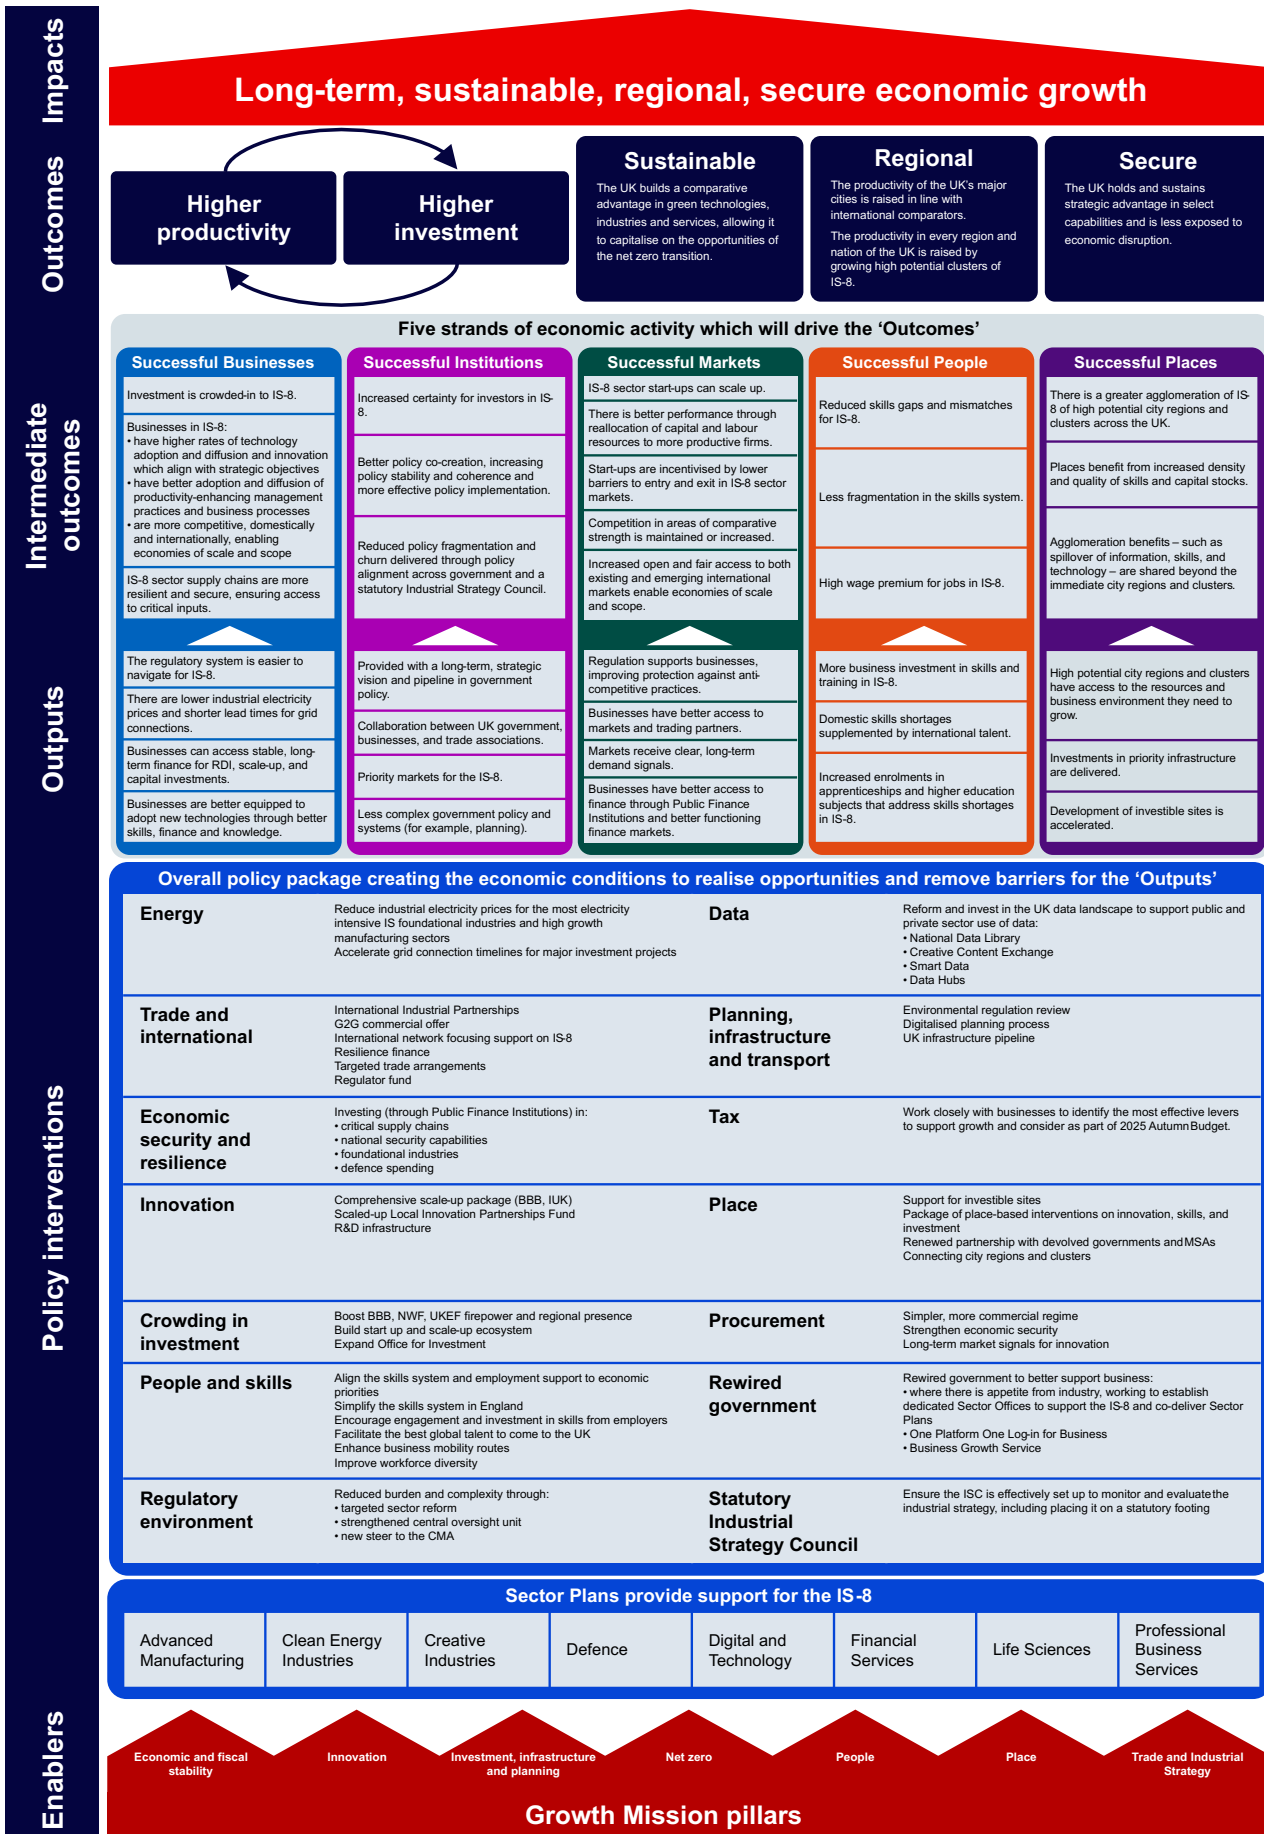 Impacts
Long-term, sustainable, regional, secure economic growth
Outcomes
Higher
productivity
Higher
investment
Sustainable
The UK builds a comparative
advantage in green technologies,
industries and services, allowing it
to capitalise on the opportunities of
the net zero transition.
Regional
The productivity of the UK's major
cities is raised in line with
international comparators.
The productivity in every region and
nation of the UK is raised by
growing high potential clusters of
IS-8.
Secure
The UK holds and sustains
strategic advantage in select
capabilities and is less exposed to
economic disruption.
Five strands of economic activity which will drive the ‘Outcomes’
Intermediate
outcomes
Outputs
Successful Businesses
Investment is crowded-in to IS-8.
Businesses in IS-8:
• have higher rates of technology
adoption and diffusion and innovation
which align with strategic objectives
• have better adoption and diffusion of
productivity-enhancing management
practices and business processes
• are more competitive, domestically
and internationally, enabling
economies of scale and scope
IS-8 sector supply chains are more
resilient and secure, ensuring access
to critical inputs.
The regulatory system is easier to
navigate for IS-8.
There are lower industrial electricity
prices and shorter lead times for grid
connections.
Businesses can access stable, long-
term finance for RDI, scale-up, and
capital investments.
Businesses are better equipped to
adopt new technologies through better
skills, finance and knowledge.
Successful Institutions
Increased certainty for investors in IS-
8.
Better policy co-creation, increasing
policy stability and coherence and
more effective policy implementation.
Reduced policy fragmentation and
churn delivered through policy
alignment across government and a
statutory Industrial Strategy Council.
Provided with a long-term, strategic
vision and pipeline in government
policy.
Collaboration between UK government,
businesses, and trade associations.
Priority markets for the IS-8.
Less complex government policy and
systems (for example, planning).
Successful Markets
IS-8 sector start-ups can scale up.
There is better performance through
reallocation of capital and labour
resources to more productive firms.
Start-ups are incentivised by lower
barriers to entry and exit in IS-8 sector
markets.
Competition in areas of comparative
strength is maintained or increased.
Increased open and fair access to both
existing and emerging international
markets enable economies of scale
and scope.
Regulation supports businesses,
improving protection against anti-
competitive practices.
Businesses have better access to
markets and trading partners.
Markets receive clear, long-term
demand signals.
Businesses have better access to
finance through Public Finance
Institutions and better functioning
finance markets.
Successful People
Reduced skills gaps and mismatches
for IS-8.
Less fragmentation in the skills system.
High wage premium for jobs in IS-8.
More business investment in skills and
training in IS-8.
Domestic skills shortages
supplemented by international talent.
Increased enrolments in
apprenticeships and higher education
subjects that address skills shortages
in IS-8.
Successful Places
There is a greater agglomeration of IS-
8 of high potential city regions and
clusters across the UK.
Places benefit from increased density
and quality of skills and capital stocks.
Agglomeration benefits – such as
spillover of information, skills, and
technology – are shared beyond the
immediate city regions and clusters.
High potential city regions and clusters
have access to the resources and
business environment they need to
grow.
Investments in priority infrastructure
are delivered.
Development of investible sites is
accelerated.
Policy interventions
Overall policy package creating the economic conditions to realise opportunities and remove barriers for the ‘Outputs’
Energy
Reduce industrial electricity prices for the most electricity
intensive IS foundational industries and high growth
manufacturing sectors
Accelerate grid connection timelines for major investment projects
Data
Reform and invest in the UK data landscape to support public and
private sector use of data:
• National Data Library
• Creative Content Exchange
• Smart Data
• Data Hubs
Trade and
international
International Industrial Partnerships
G2G commercial offer
International network focusing support on IS-8
Resilience finance
Targeted trade arrangements
Regulator fund
Planning,
infrastructure
and transport
Environmental regulation review
Digitalised planning process
UK infrastructure pipeline
Economic
security and
resilience
Investing (through Public Finance Institutions) in:
• critical supply chains
• national security capabilities
• foundational industries
• defence spending
Tax
Work closely with businesses to identify the most effective levers
to support growth and consider as part of 2025 Autumn Budget.
Innovation
Comprehensive scale-up package (BBB, IUK)
Scaled-up Local Innovation Partnerships Fund
R&D infrastructure
Place
Support for investible sites
Package of place-based interventions on innovation, skills, and
investment
Renewed partnership with devolved governments and MSAs
Connecting city regions and clusters
Crowding in
investment
Boost BBB, NWF, UKEF firepower and regional presence
Build start up and scale-up ecosystem
Expand Office for Investment
Procurement
Simpler, more commercial regime
Strengthen economic security
Long-term market signals for innovation
People and skills
Align the skills system and employment support to economic
priorities
Simplify the skills system in England
Encourage engagement and investment in skills from employers
Facilitate the best global talent to come to the UK
Enhance business mobility routes
Improve workforce diversity
Rewired
government
Rewired government to better support business:
• where there is appetite from industry, working to establish
dedicated Sector Offices to support the IS-8 and co-deliver Sector
Plans
• One Platform One Log-in for Business
• Business Growth Service
Regulatory
environment
Reduced burden and complexity through:
• targeted sector reform
• strengthened central oversight unit
• new steer to the CMA
Statutory
Industrial
Strategy Council
Ensure the ISC is effectively set up to monitor and evaluate the
industrial strategy, including placing it on a statutory footing
Sector Plans provide support for the IS-8
Advanced
Manufacturing
Clean Energy
Industries
Creative
Industries
Defence
Digital and
Technology
Financial
Services
Life Sciences
Professional
Business
Services
Enablers
Economic and fiscal
stability
Innovation
Investment, infrastructure
and planning
Net zero
People
Place
Trade and Industrial
Strategy
Growth Mission pillars